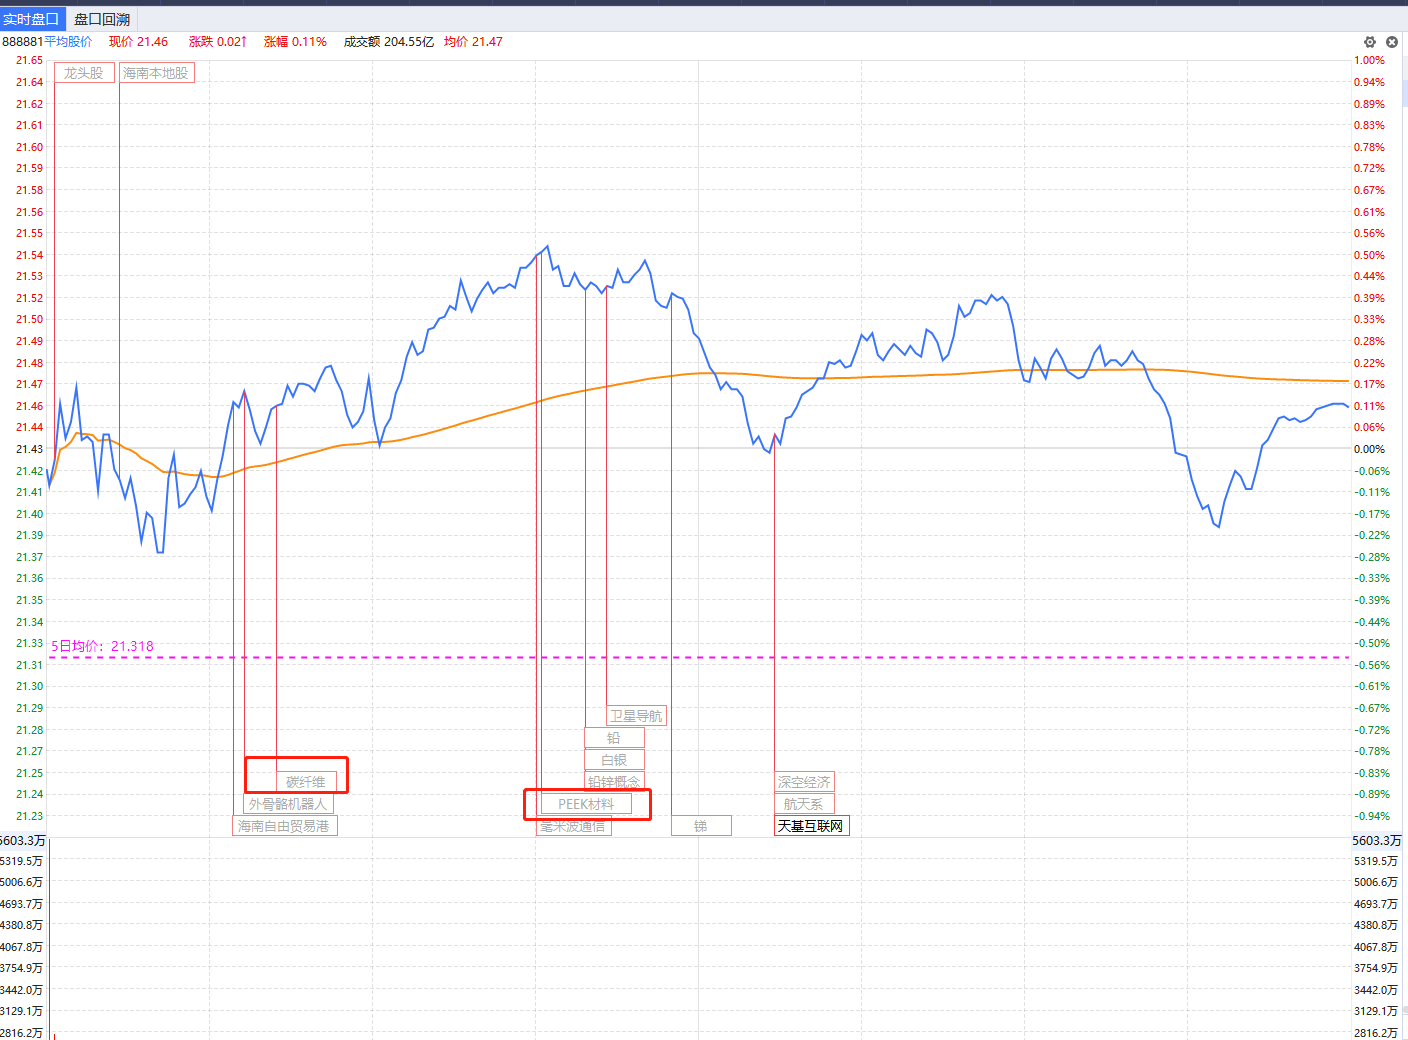 实时盘口 盘口回溯
888881平均股价 现价 21.46 涨跌 0.02↑ 涨幅 0.11% 成交额 204.55亿 均价 21.47
21.65 1.00%
龙头股 海南本地股
21.64 0.94%
21.62 0.89%
21.61 0.83%
21.60 0.78%
21.59 0.72%
21.58 0.67%
21.56 0.61%
21.55 0.56%
21.54 0.50%
21.53 0.44%
21.52 0.39%
21.50 0.33%
21.49 0.28%
21.48 0.22%
21.47 0.17%
21.46 0.11%
21.44 0.06%
21.43 0.00%
21.42 -0.06%
21.41 -0.11%
21.40 -0.17%
21.39 -0.22%
21.37 -0.28%
21.36 -0.33%
21.35 -0.39%
21.34 -0.44%
21.33 -0.50%
5日均价：21.318
21.31 -0.56%
21.30 -0.61%
21.29 -0.67%
卫星导航
21.28 -0.72%
铅
21.27 -0.78%
白银
21.25 -0.83%
碳纤维 铅锌概念 深空经济
21.24 -0.89%
外骨骼机器人 PEEK材料 航天系
21.23 -0.94%
海南自由贸易港 毫米波通信 锑 天基互联网
5603.3万 5603.3万
5319.5万 5319.5万
5006.6万 5006.6万
4693.7万 4693.7万
4380.8万 4380.8万
4067.8万 4067.8万
3754.9万 3754.9万
3442.0万 3442.0万
3129.1万 3129.1万
2816.2万 2816.2万